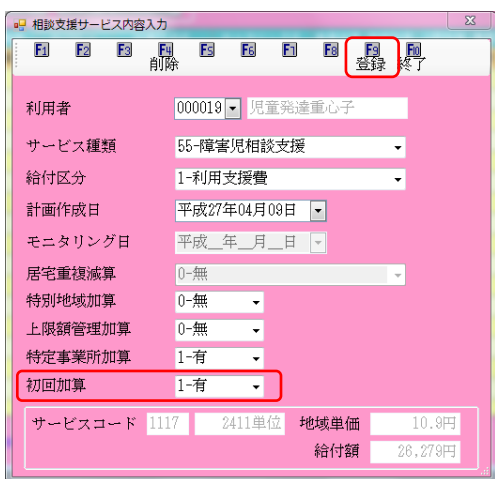 相談支援サービス内容入力
F1 F2 F3 F4 F5 F6 F7 F8 F9 F10
削除 登録 終了
利用者 000019 児童発達重心子
サービス種類 55-障害児相談支援
給付区分 1-利用支援費
計画作成日 平成27年04月09日
モニタリング日 平成__年__月__日
居宅重複減算 0-無
特別地域加算 0-無
上限額管理加算 0-無
特定事業所加算 1-有
初回加算 1-有
サービスコード 1117 2411単位 地域単価 10.9円
給付額 26,279円